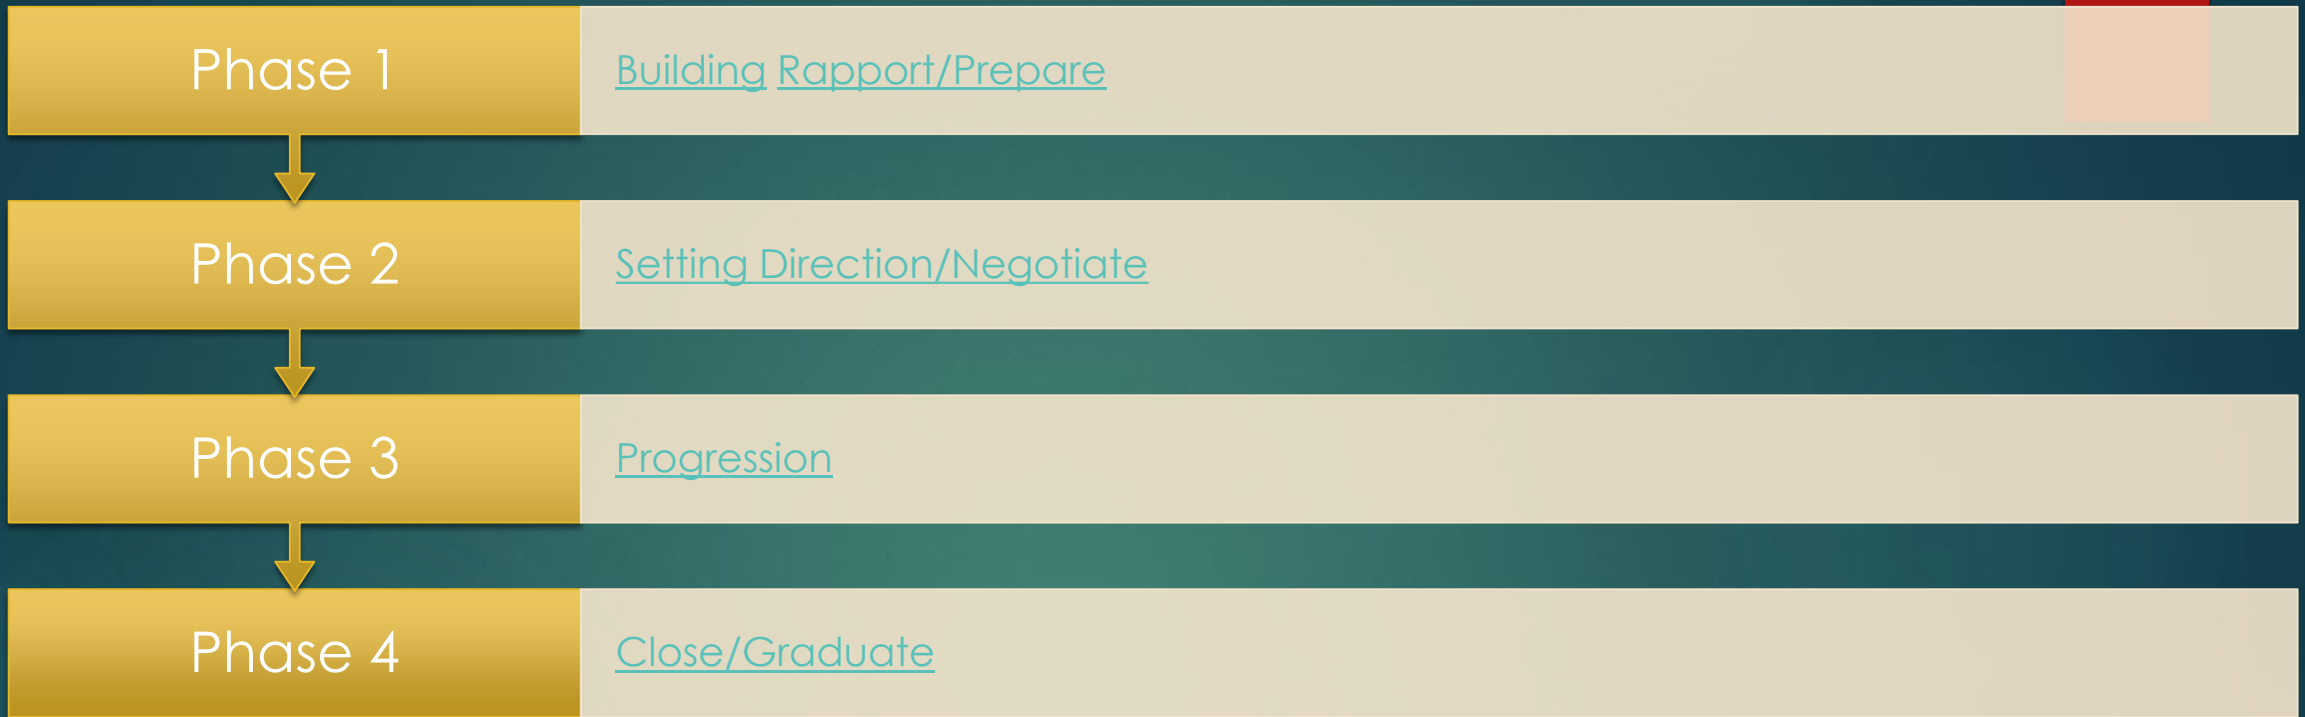 Phase 1
Building Rapport/Prepare
Phase 2
Setting Direction/Negotiate
Phase 3
Progression
Phase 4
Close/Graduate